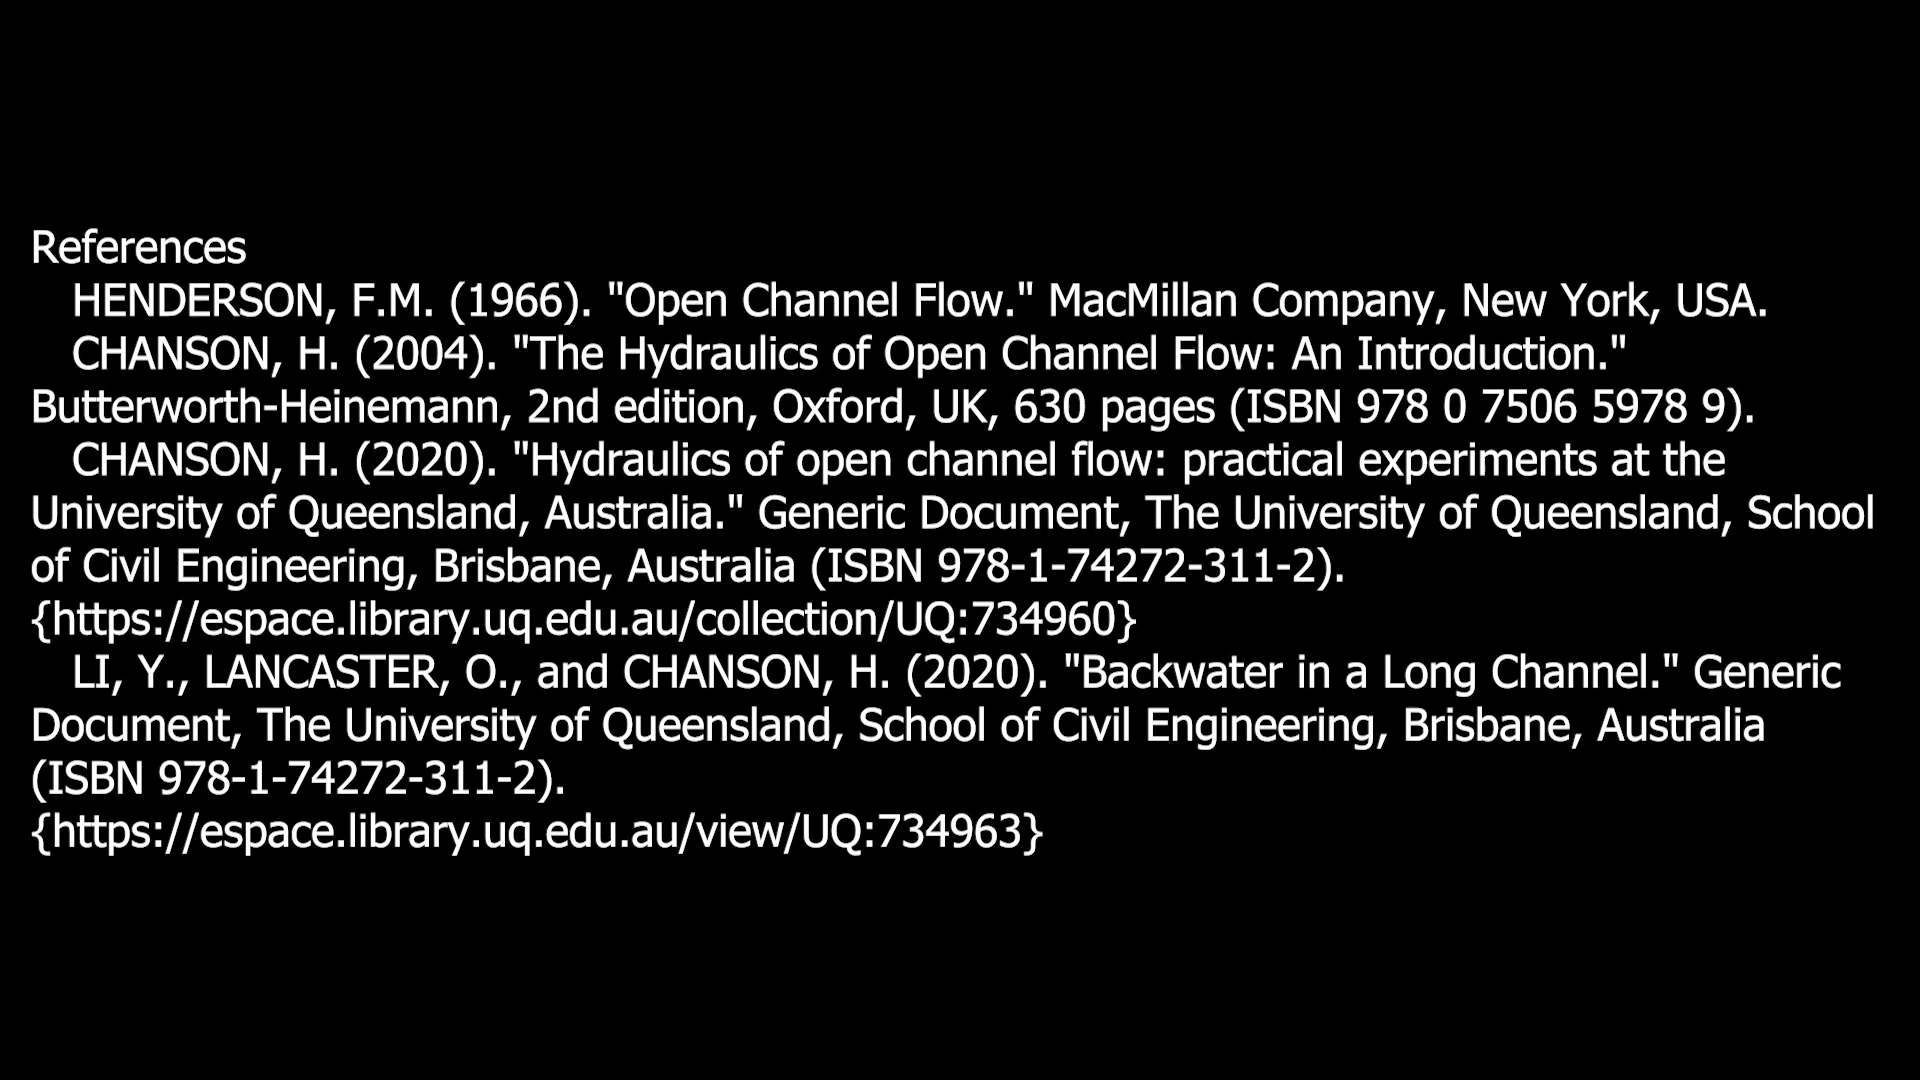 References
HENDERSON, F.M. (1966). "Open Channel Flow." MacMillan Company, New York, USA.
CHANSON, H. (2004). "The Hydraulics of Open Channel Flow: An Introduction."
Butterworth-Heinemann, 2nd edition, Oxford, UK, 630 pages (ISBN 978 0 7506 5978 9).
CHANSON, H. (2020). "Hydraulics of open channel flow: practical experiments at the
University of Queensland, Australia." Generic Document, The University of Queensland, School
of Civil Engineering, Brisbane, Australia (ISBN 978-1-74272-311-2).
{https://espace.library.uq.edu.au/collection/UQ:734960}
LI, Y., LANCASTER, O., and CHANSON, H. (2020). "Backwater in a Long Channel." Generic
Document, The University of Queensland, School of Civil Engineering, Brisbane, Australia
(ISBN 978-1-74272-311-2).
{https://espace.library.uq.edu.au/view/UQ:734963}